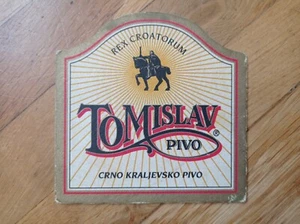 REX CROATORUM
TOMISLAV
PIVO ®
CRNO KRALJEVSKO PIVO